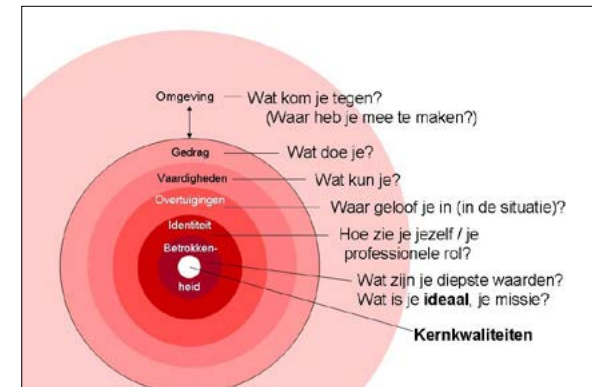 Omgeving
Wat kom je tegen?
(Waar heb je mee te maken?)
Gedrag
Wat doe je?
Vaardigheden
Wat kun je?
Overtuigingen
Waar geloof je in (in de situatie)?
Identiteit
Hoe zie je jezelf / je
professionele rol?
Betrokken-
heid
Wat zijn je diepste waarden?
Wat is je ideaal, je missie?
Kernkwaliteiten